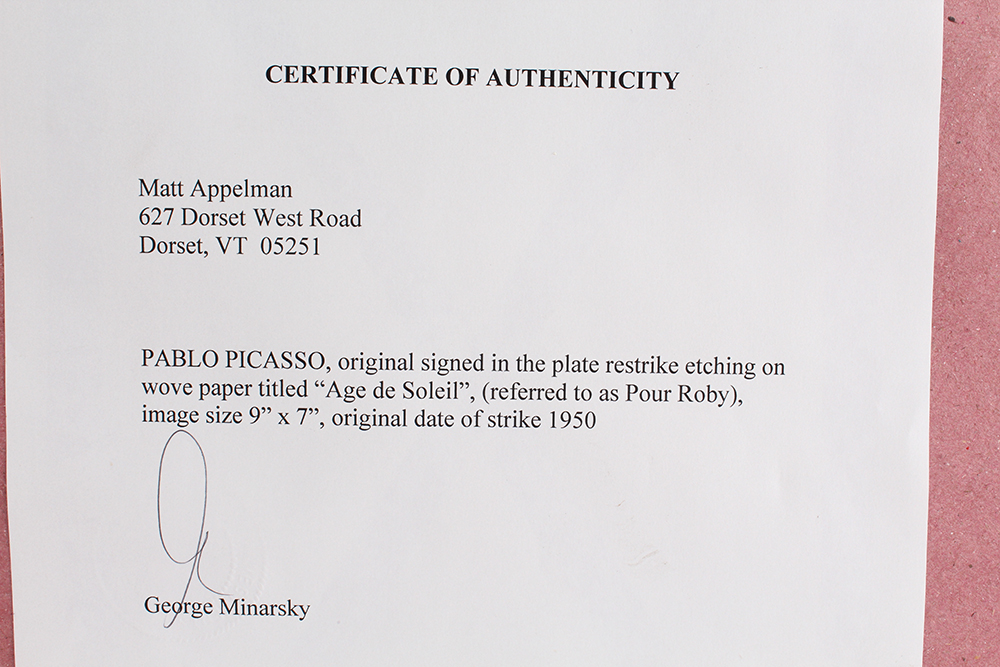 CERTIFICATE OF AUTHENTICITY
Matt Appelman
627 Dorset West Road
Dorset, VT 05251
PABLO PICASSO, original signed in the plate restrike etching on
wove paper titled “Age de Soleil”, (referred to as Pour Roby),
image size 9” x 7”, original date of strike 1950
George Minarsky